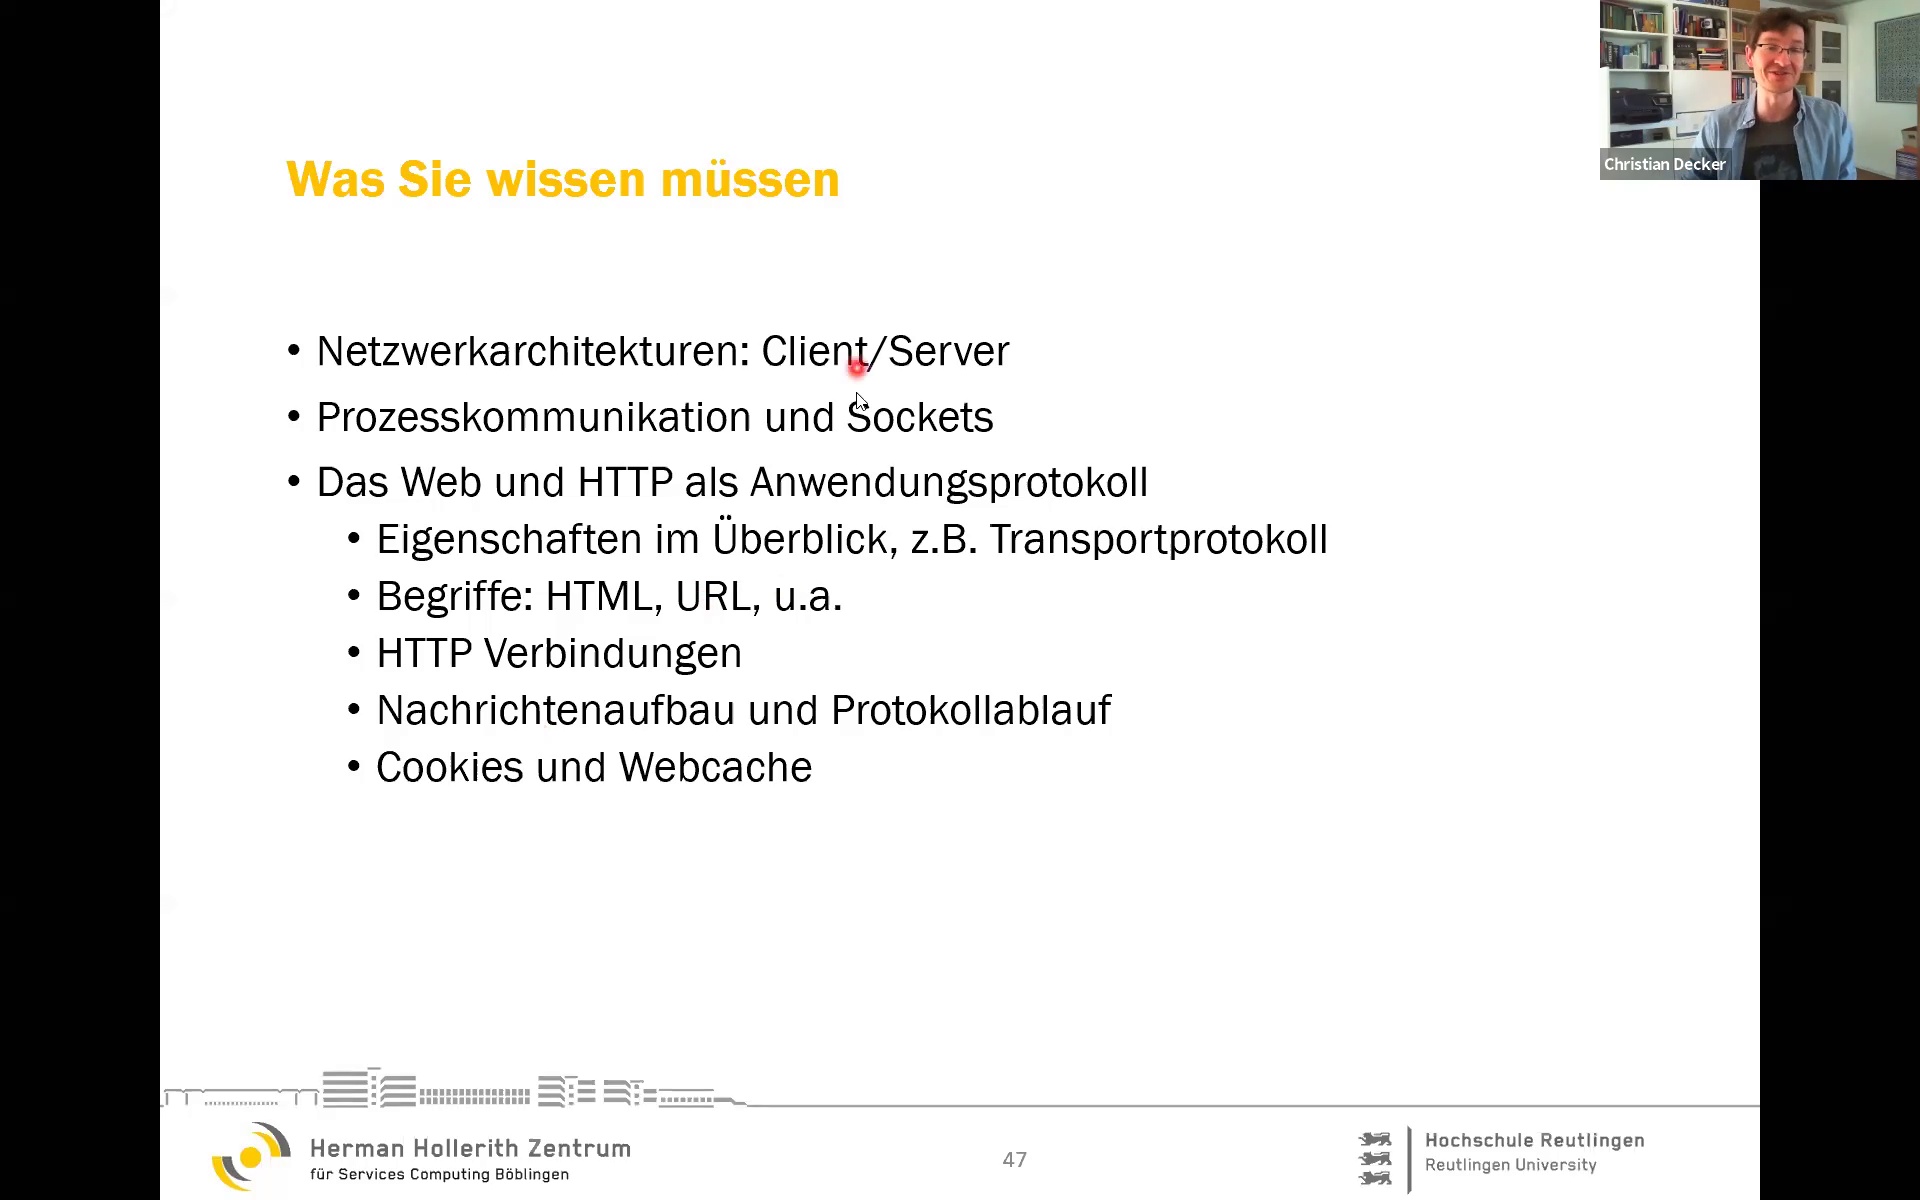 Christian Decker
Was Sie wissen müssen
• Netzwerkarchitekturen: Client/Server
• Prozesskommunikation und Sockets
• Das Web und HTTP als Anwendungsprotokoll
• Eigenschaften im Überblick, z.B. Transportprotokoll
• Begriffe: HTML, URL, u.a.
• HTTP Verbindungen
• Nachrichtenaufbau und Protokollablauf
• Cookies und Webcache
Herman Hollerith Zentrum
für Services Computing Böblingen
47
Hochschule Reutlingen
Reutlingen University